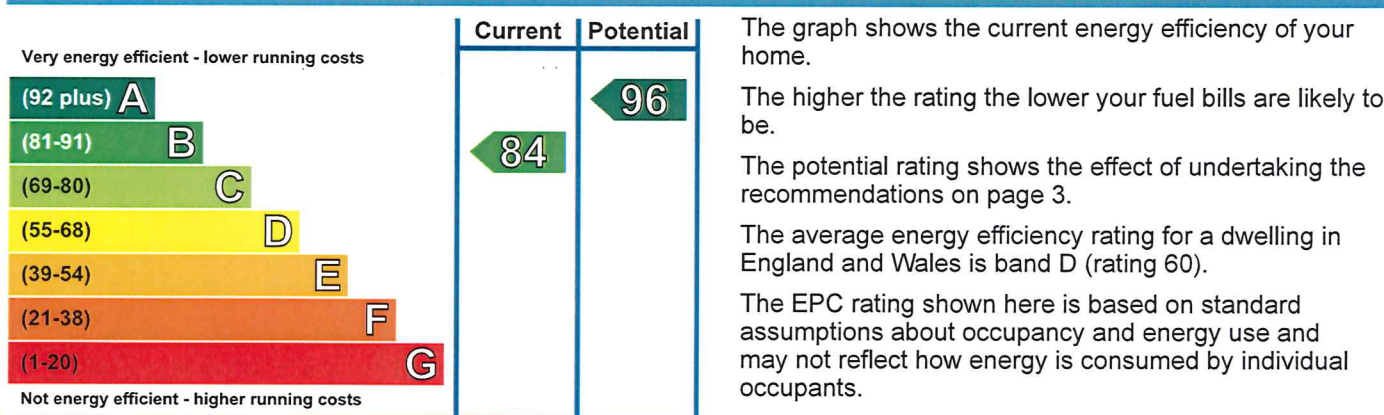 Current
Potential
Very energy efficient - lower running costs
(92 plus) A
96
(81-91) B
84
(69-80) C
(55-68) D
(39-54) E
(21-38) F
(1-20) G
Not energy efficient - higher running costs
The graph shows the current energy efficiency of your
home.
The higher the rating the lower your fuel bills are likely to
be.
The potential rating shows the effect of undertaking the
recommendations on page 3.
The average energy efficiency rating for a dwelling in
England and Wales is band D (rating 60).
The EPC rating shown here is based on standard
assumptions about occupancy and energy use and
may not reflect how energy is consumed by individual
occupants.